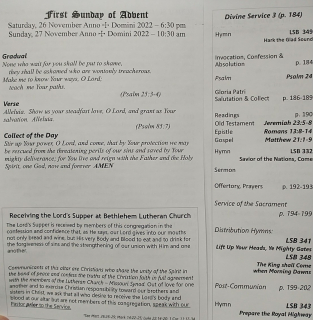 First Sunday of Advent
Saturday, 26 November Anno ✢ Domini 2022 – 6:30 pm
Sunday, 27 November Anno ✢ Domini 2022 – 10:30 am
Gradual
None who wait for you shall be put to shame;
they shall be ashamed who are wantonly treacherous.
Make me to know your ways, O Lord;
teach me Your paths.
(Psalm 25:3-4)
Verse
Alleluia. Show us your steadfast love, O Lord, and grant us Your
salvation. Alleluia.
(Psalm 85:7)
Collect of the Day
Stir up Your power, O Lord, and come, that by Your protection we may
be rescued from the threatening perils of our sins and saved by Your
mighty deliverance; for You live and reign with the Father and the Holy
Spirit, one God, now and forever AMEN
Receiving the Lord's Supper at Bethlehem Lutheran Church
The Lord's Supper is received by members of this congregation in the
confession and confidence that, as He says, our Lord gives into our mouths
not only bread and wine, but His very Body and Blood to eat and to drink for
the forgiveness of sins and the strengthening of our union with Him and one
another.
Communicants at this altar are Christians who share the unity of the Spirit in
the bond of peace and confess the truths of the Christian faith in full agreement
with the members of the Lutheran Church – Missouri Synod. Out of love for one
another and to exercise Christian responsibility toward our brothers and
sisters in Christ, we ask that all who desire to receive the Lord's body and
blood at our altar but are not members of this congregation, speak with our
Pastor prior to the Service.
Divine Service 3 (p. 184)
Hymn LSB 349
Hark the Glad Sound
Invocation, Confession &
Absolution p. 184
Psalm Psalm 24
Gloria Patri
Salutation & Collect p. 186-189
Readings p. 190
Old Testament Jeremiah 23:5-8
Epistle Romans 13:8-14
Gospel Matthew 21:1-9
Hymn LSB 332
Savior of the Nations, Come
Sermon
Offertory, Prayers p. 192-193
Service of the Sacrament
p. 194-199
Distribution Hymns:
LSB 341
Lift Up Your Heads, Ye Mighty Gates
LSB 348
The King shall Come
when Morning Dawns
Post-Communion p. 199-202
Hymn LSB 343
Prepare the Royal Highway